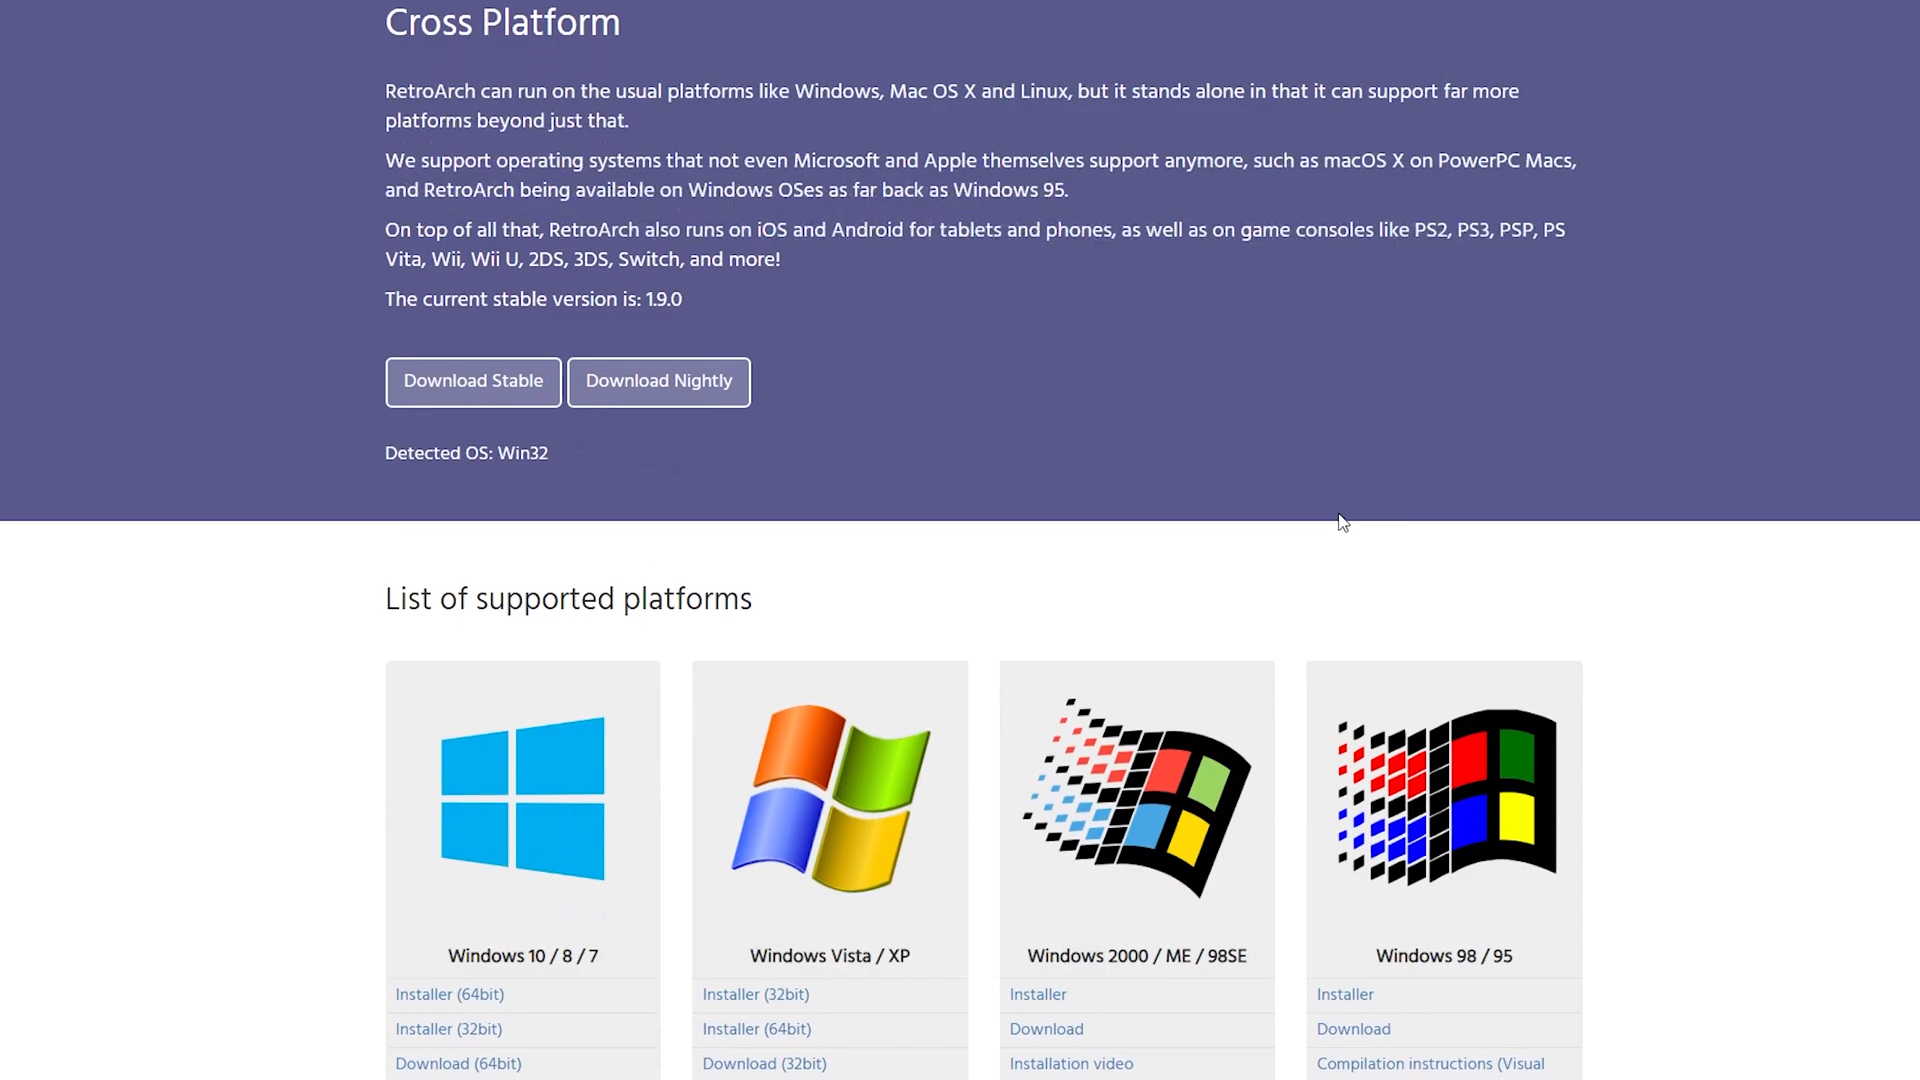 Cross Platform
RetroArch can run on the usual platforms like Windows, Mac OS X and Linux, but it stands alone in that it can support far more
platforms beyond just that.
We support operating systems that not even Microsoft and Apple themselves support anymore, such as macOS X on PowerPC Macs,
and RetroArch being available on Windows OSes as far back as Windows 95.
On top of all that, RetroArch also runs on iOS and Android for tablets and phones, as well as on game consoles like PS2, PS3, PSP, PS
Vita, Wii, Wii U, 2DS, 3DS, Switch, and more!
The current stable version is: 1.9.0
Download Stable
Download Nightly
Detected OS: Win32
List of supported platforms
Windows 10 / 8 / 7
Installer (64bit)
Installer (32bit)
Download (64bit)
Windows Vista / XP
Installer (32bit)
Installer (64bit)
Download (32bit)
Windows 2000 / ME / 98SE
Installer
Download
Installation video
Windows 98 / 95
Installer
Download
Compilation instructions (Visual